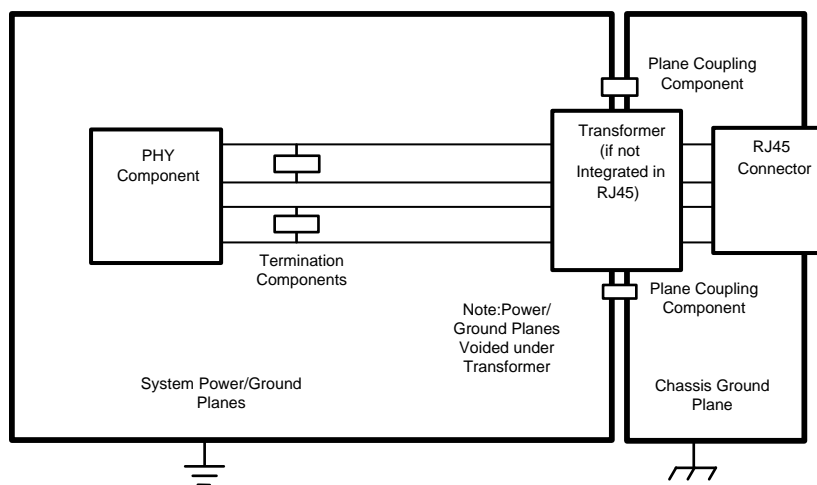 Plane Coupling
Component
PHY
Component
Transformer
(if not
Integrated in
RJ45)
RJ45
Connector
Termination
Components
Plane Coupling
Component
Note:Power/
Ground Planes
Voided under
Transformer
System Power/Ground
Planes
Chassis Ground
Plane